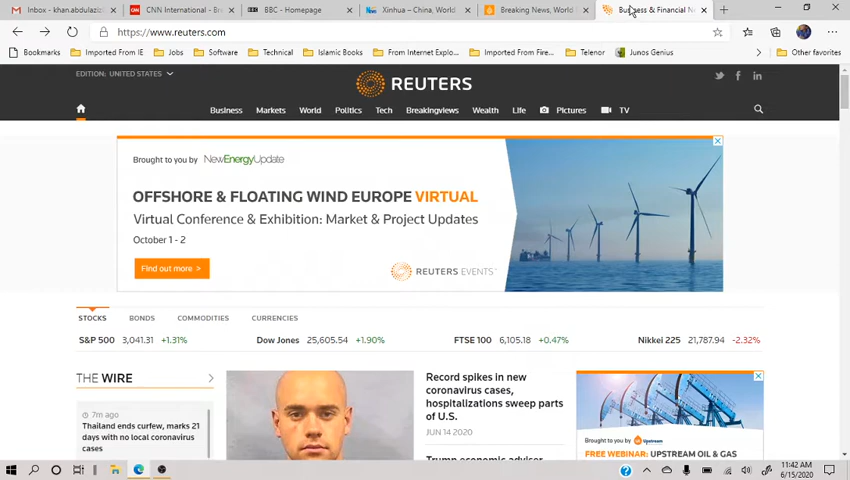 Inbox - khan.abdulazi
CNN International - Bre
BBC - Homepage
Xinhua – China, World
Breaking News, World
Business & Financial Ne
https://www.reuters.com
Bookmarks
Imported From IE
Jobs
Software
Technical
Islamic Books
From Internet Explo...
Imported From Fire...
Telenor
Junos Genius
Other favorites
EDITION: UNITED STATES
REUTERS
Business
Markets
World
Politics
Tech
Breakingviews
Wealth
Life
Pictures
TV
Brought to you by NewEnergyUpdate
OFFSHORE & FLOATING WIND EUROPE VIRTUAL
Virtual Conference & Exhibition: Market & Project Updates
October 1 - 2
Find out more >
REUTERS EVENTS™
STOCKS
BONDS
COMMODITIES
CURRENCIES
S&P 500 3,041.31 +1.31%
Dow Jones 25,605.54 +1.90%
FTSE 100 6,105.18 +0.47%
Nikkei 225 21,787.94 -2.32%
THE WIRE
7m ago
Thailand ends curfew, marks 21
days with no local coronavirus
cases
Record spikes in new
coronavirus cases,
hospitalizations sweep parts
of U.S.
JUN 14 2020
Trump economic adviser
Brought to you by Upstream
FREE WEBINAR: UPSTREAM OIL & GAS
11:42 AM
6/15/2020